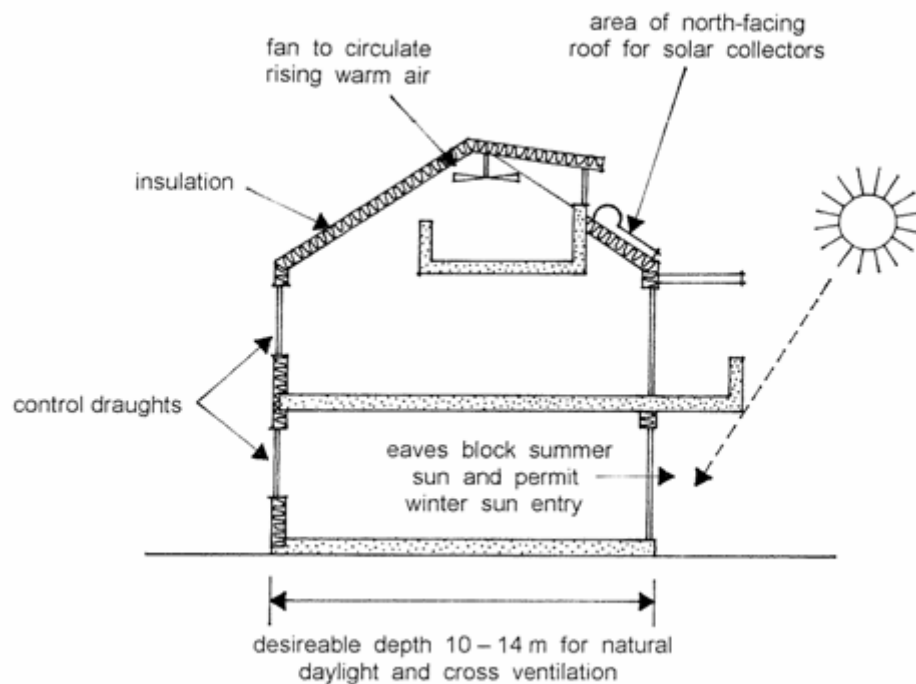 fan to circulate
rising warm air
area of north-facing
roof for solar collectors
insulation
control draughts
eaves block summer
sun and permit
winter sun entry
desireable depth 10 – 14 m for natural
daylight and cross ventilation